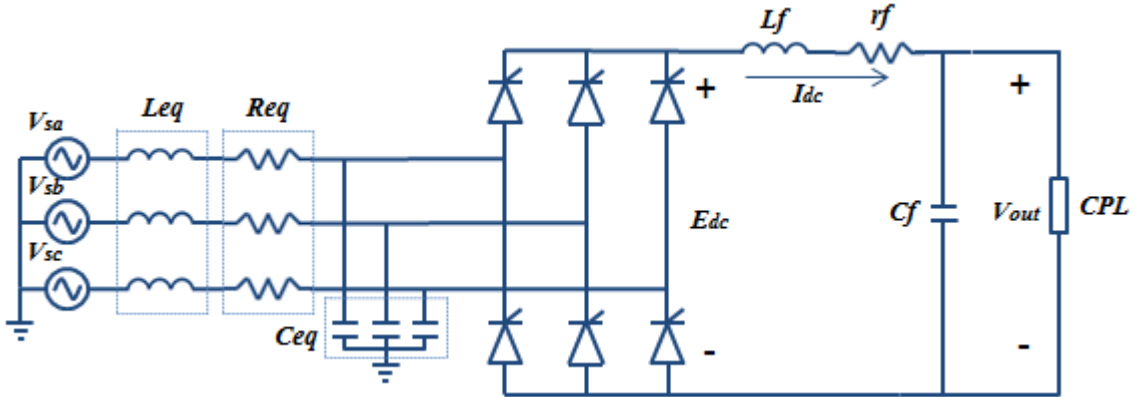 Lf
rf
Leq
Req
Vsa
+
Idc
+
Vsb
Edc
Cf
Vout
CPL
Vsc
Ceq
-
-